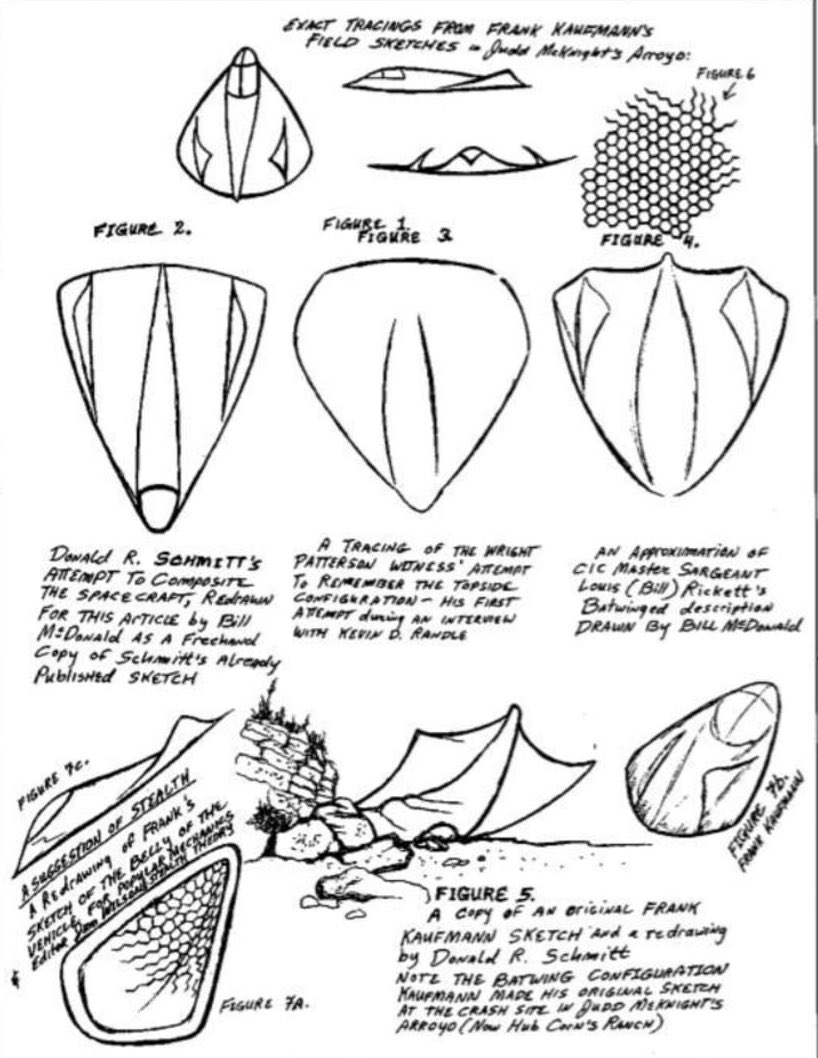 EXACT TRACINGS FROM FRANK KAUFMANN'S
FIELD SKETCHES in Judd McKnight's Arroyo:
FIGURE 6
FIGURE 2.
FIGURE 1.
FIGURE 3.
FIGURE 4.
Donald R. SCHMITT'S
ATTEMPT TO COMPOSITE
THE SPACECRAFT, REDRAWN
FOR THIS ARTICLE by Bill
McDonald AS A Freehand
Copy of Schmitt's Already
Published SKETCH
A TRACING OF THE WRIGHT
PATTERSON WITNESS' ATTEMPT
To REMEMBER THE TOPSIDE
CONFIGURATION - HIS FIRST
ATTEMPT during AN INTERVIEW
WITH KEVIN D. RANDLE
AN APPROXIMATION OF
CIC MASTER SARGEANT
Louis (Bill) Rickett's
Batwinged description
DRAWN By BILL McDONALD
FIGURE 7c.
A SUGGESTION OF STEALTH
A Redrawing of FRANK'S
SKETCH OF THE BELLY OF THE
VEHICLE, FOR POPULAR MECHANICS
Editor Jim WILSON'S STEALTH THEORY
FIGURE 7A.
FIGURE 7b.
FRANK KAUFMANN
FIGURE 5.
A Copy OF AN ORIGINAL FRANK
KAUFMANN SKETCH And a redrawing
by Donald R. Schmitt
NOTE THE BATWING CONFIGURATION
KAUFMANN MADE HIS ORIGINAL SKETCH
AT THE CRASH SITE in JUDD McKNIGHT'S
ARROYO (Now Hub Corn's RANCH)